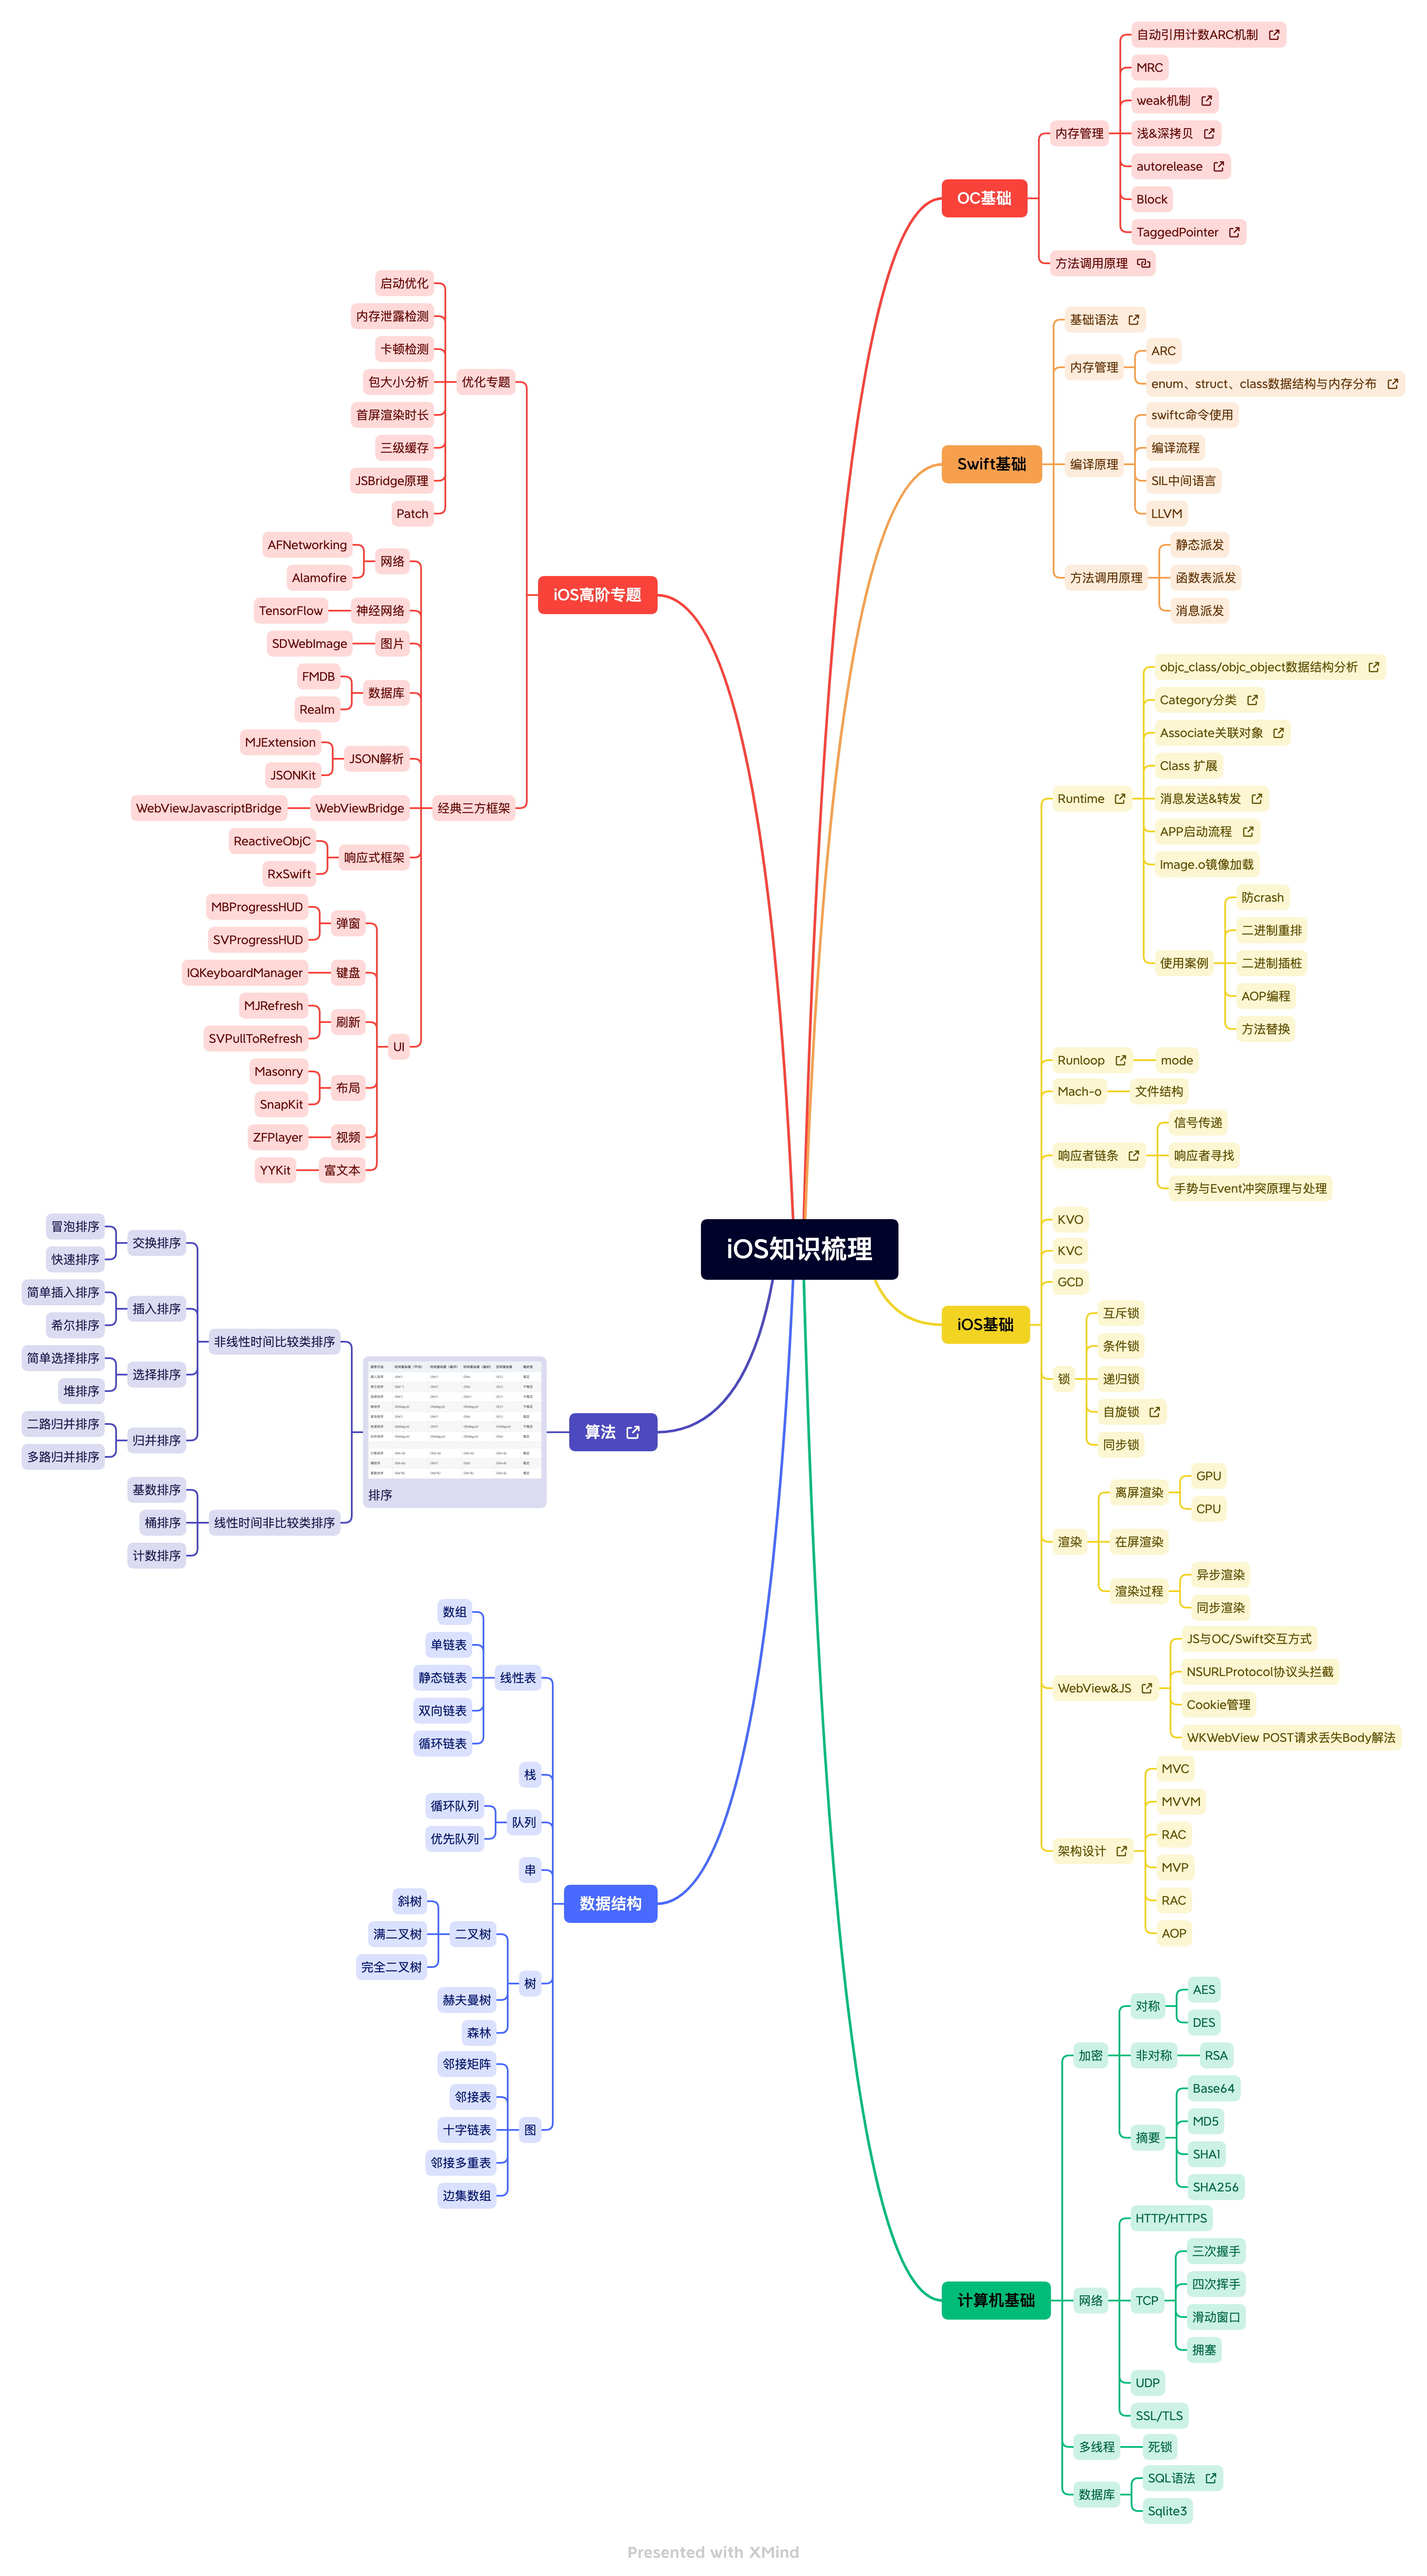 iOS知识梳理
OC基础
内存管理
自动引用计数ARC机制
MRC
weak机制
浅&深拷贝
autorelease
Block
TaggedPointer
方法调用原理
Swift基础
基础语法
内存管理
ARC
enum、struct、class数据结构与内存分布
编译原理
swiftc命令使用
编译流程
SIL中间语言
LLVM
方法调用原理
静态派发
函数表派发
消息派发
iOS基础
Runtime
objc_class/objc_object数据结构分析
Category分类
Associate关联对象
Class 扩展
消息发送&转发
APP启动流程
Image.o镜像加载
使用案例
防crash
二进制重排
二进制插桩
AOP编程
方法替换
Runloop
mode
Mach-o
文件结构
响应者链条
信号传递
响应者寻找
手势与Event冲突原理与处理
KVO
KVC
GCD
锁
互斥锁
条件锁
递归锁
自旋锁
同步锁
渲染
离屏渲染
GPU
CPU
在屏渲染
渲染过程
异步渲染
同步渲染
WebView&JS
JS与OC/Swift交互方式
NSURLProtocol协议头拦截
Cookie管理
WKWebView POST请求丢失Body解法
架构设计
MVC
MVVM
RAC
MVP
RAC
AOP
计算机基础
加密
对称
AES
DES
非对称
RSA
摘要
Base64
MD5
SHA1
SHA256
网络
HTTP/HTTPS
TCP
三次握手
四次挥手
滑动窗口
拥塞
UDP
SSL/TLS
多线程
死锁
数据库
SQL语法
Sqlite3
iOS高阶专题
优化专题
启动优化
内存泄露检测
卡顿检测
包大小分析
首屏渲染时长
三级缓存
JSBridge原理
Patch
经典三方框架
网络
AFNetworking
Alamofire
神经网络
TensorFlow
图片
SDWebImage
数据库
FMDB
Realm
JSON解析
MJExtension
JSONKit
WebViewBridge
WebViewJavascriptBridge
响应式框架
ReactiveObjC
RxSwift
UI
弹窗
MBProgressHUD
SVProgressHUD
键盘
IQKeyboardManager
刷新
MJRefresh
SVPullToRefresh
布局
Masonry
SnapKit
视频
ZFPlayer
富文本
YYKit
算法
排序
非线性时间比较类排序
交换排序
冒泡排序
快速排序
插入排序
简单插入排序
希尔排序
选择排序
简单选择排序
堆排序
归并排序
二路归并排序
多路归并排序
线性时间非比较类排序
基数排序
桶排序
计数排序
数据结构
线性表
数组
单链表
静态链表
双向链表
循环链表
栈
队列
循环队列
优先队列
串
树
二叉树
斜树
满二叉树
完全二叉树
赫夫曼树
森林
图
邻接矩阵
邻接表
十字链表
邻接多重表
边集数组
Presented with XMind